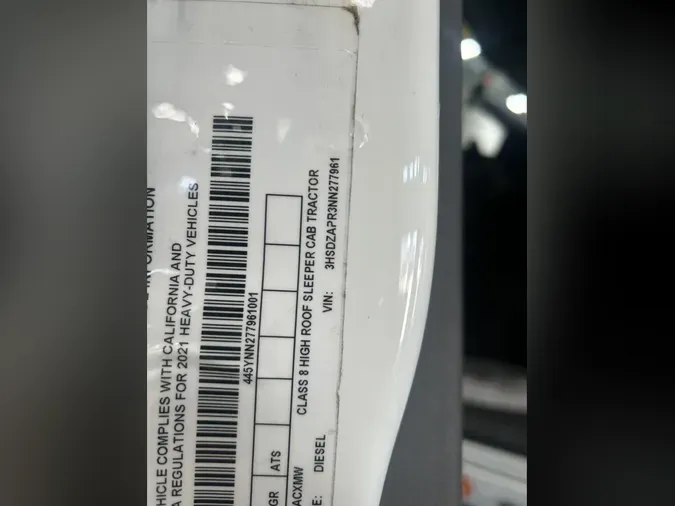 INFORMATION
HICLE COMPLIES WITH CALIFORNIA AND
A REGULATIONS FOR 2021 HEAVY-DUTY VEHICLES
445YNN277961001
GR ATS
ACXMW CLASS 8 HIGH ROOF SLEEPER CAB TRACTOR
E: DIESEL VIN: 3HSDZAPR3NN277961